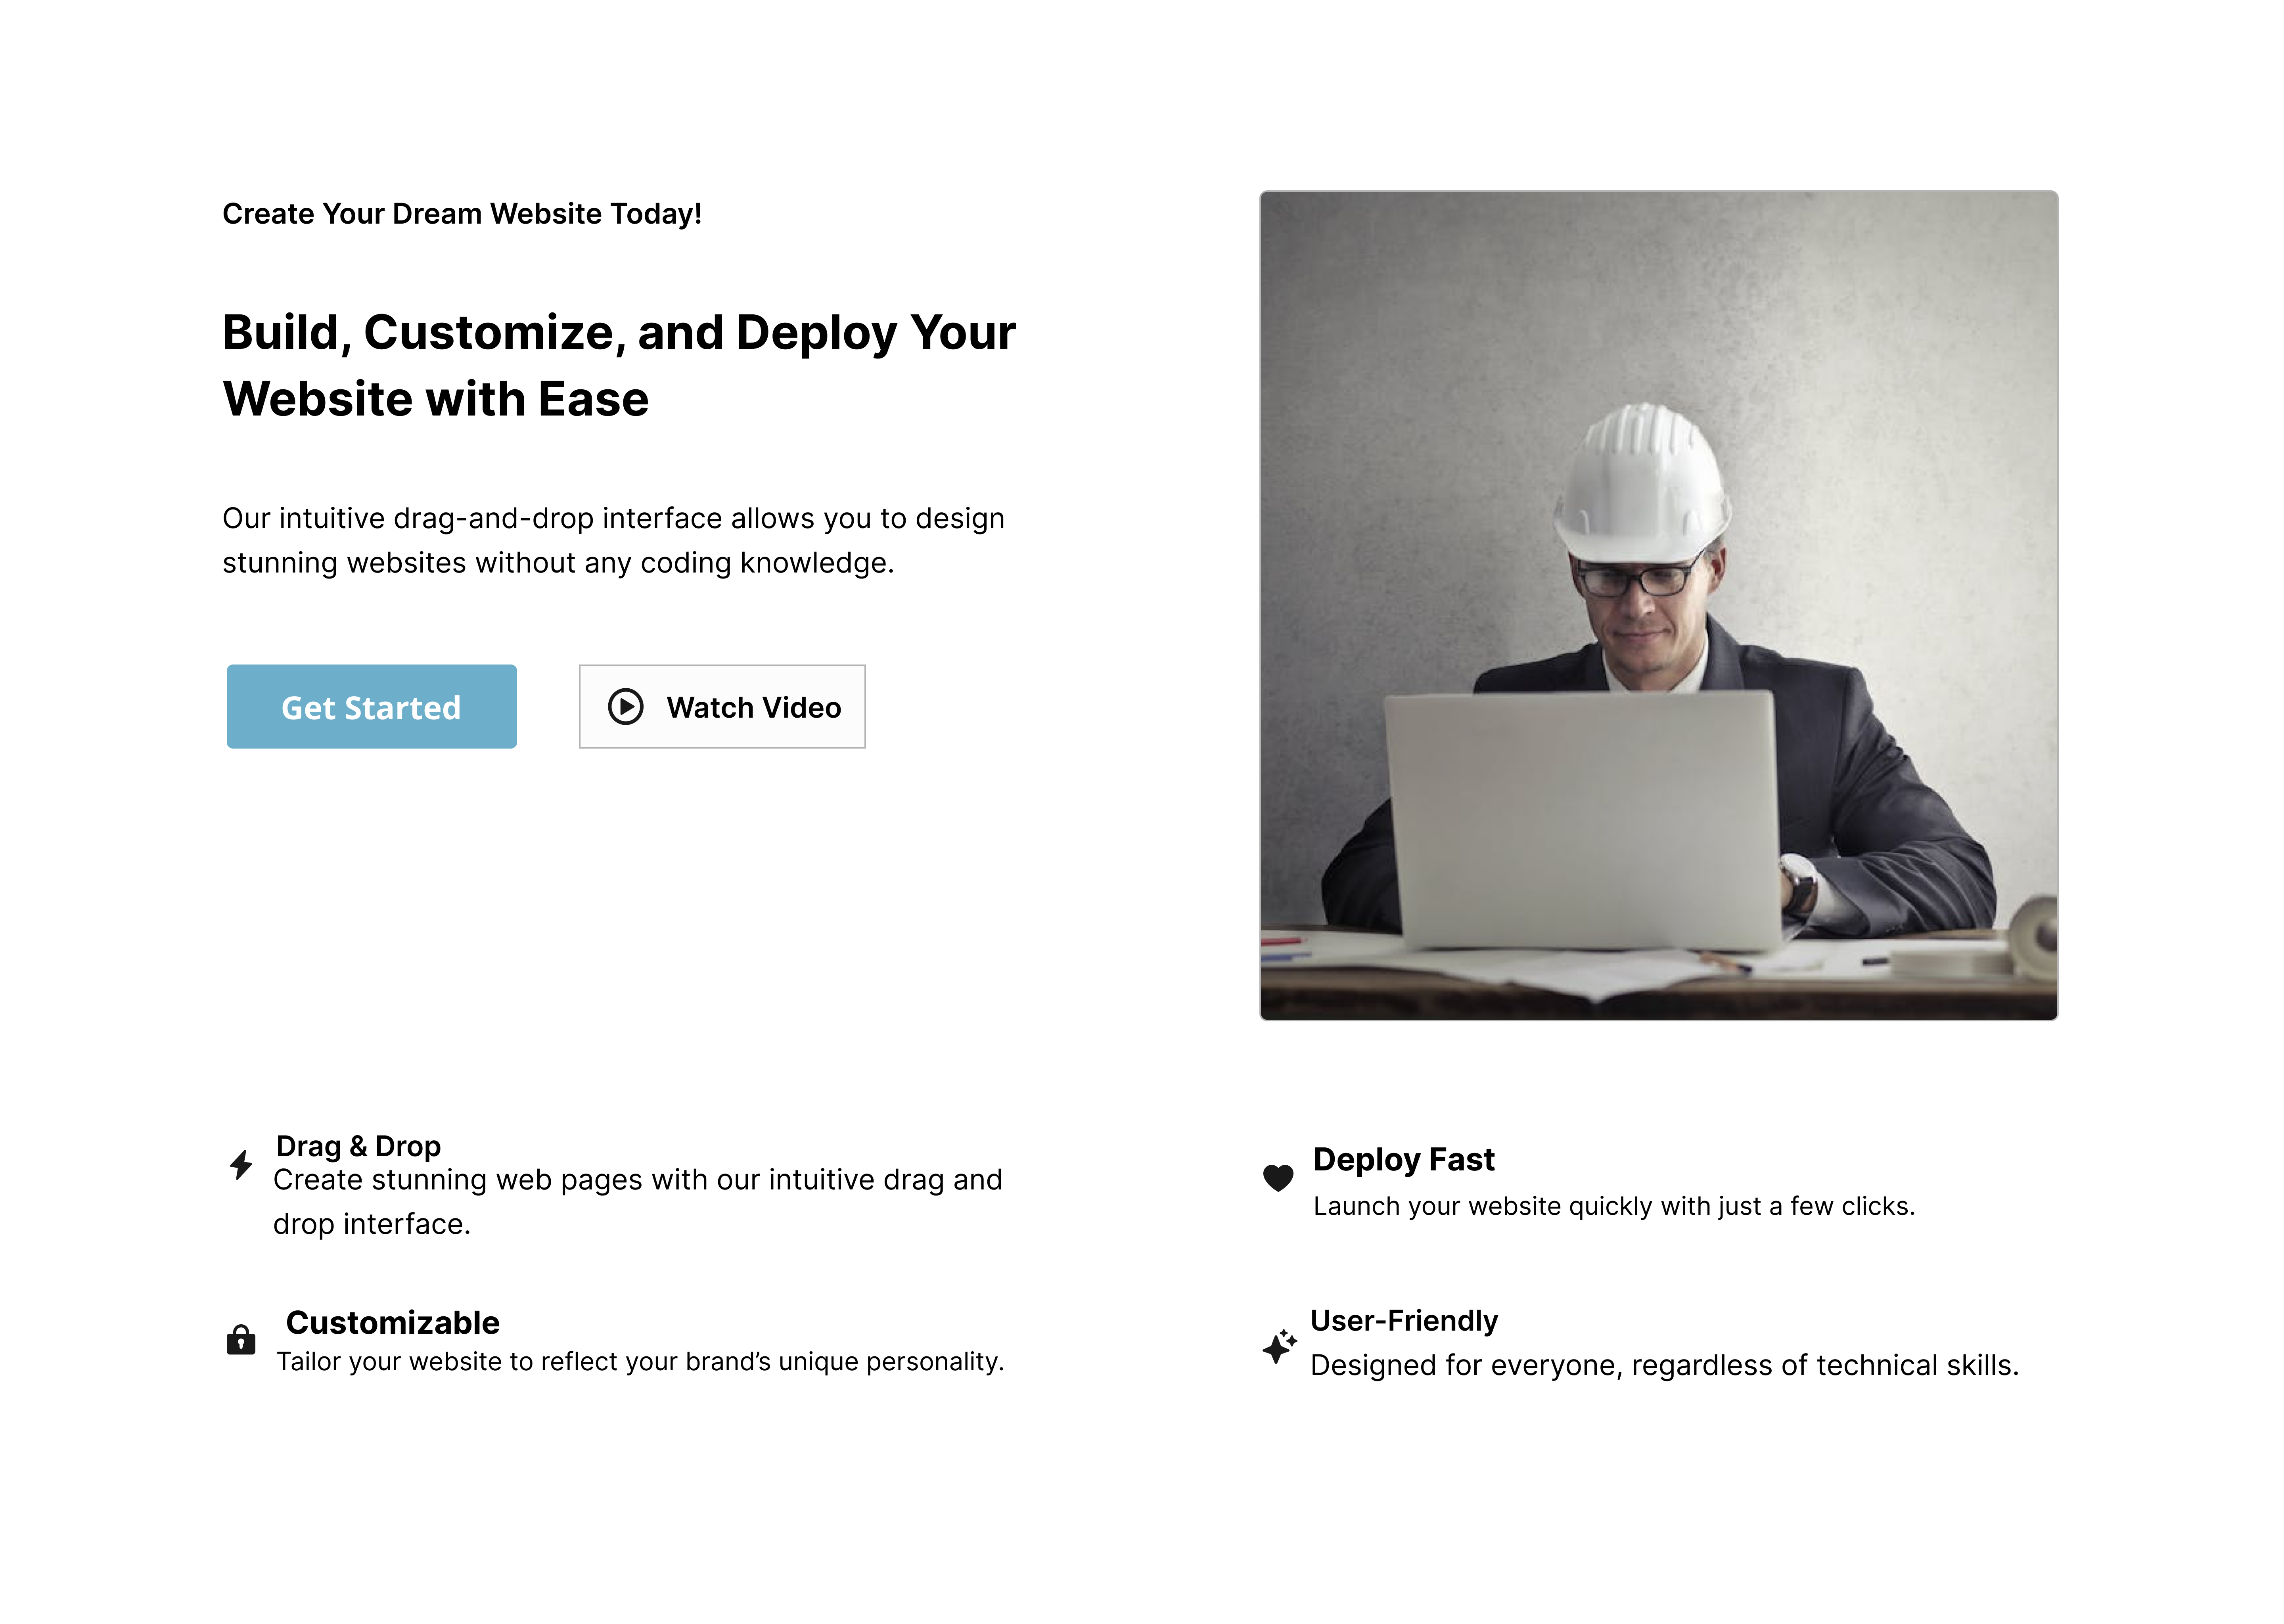 Create Your Dream Website Today!
Build, Customize, and Deploy Your
Website with Ease
Our intuitive drag-and-drop interface allows you to design
stunning websites without any coding knowledge.
Get Started
Watch Video
Drag & Drop
Create stunning web pages with our intuitive drag and
drop interface.
Deploy Fast
Launch your website quickly with just a few clicks.
Customizable
Tailor your website to reflect your brand’s unique personality.
User-Friendly
Designed for everyone, regardless of technical skills.